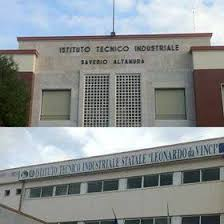 ISTITUTO TECNICO INDUSTRIALE
SAVERIO ALTAMURA
ISTITUTO TECNICO INDUSTRIALE STATALE "LEONARDO da VINCI"